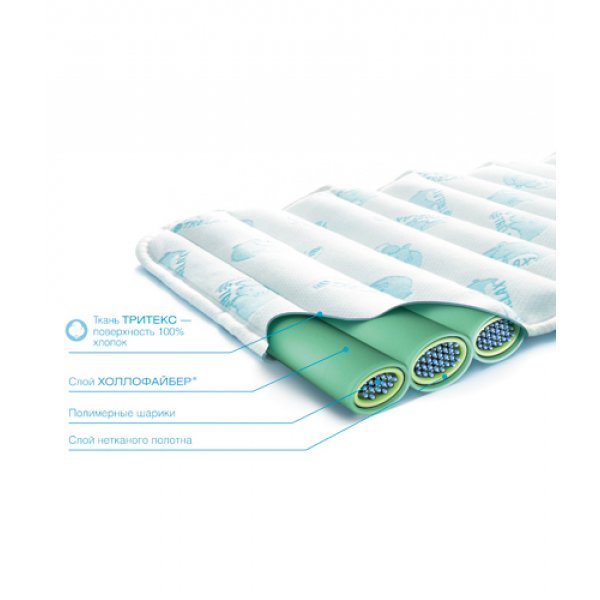 Ткань ТРИТЕКС —
поверхность 100%
хлопок
Слой ХОЛЛОФАЙБЕР®
Полимерные шарики
Слой нетканого полотна